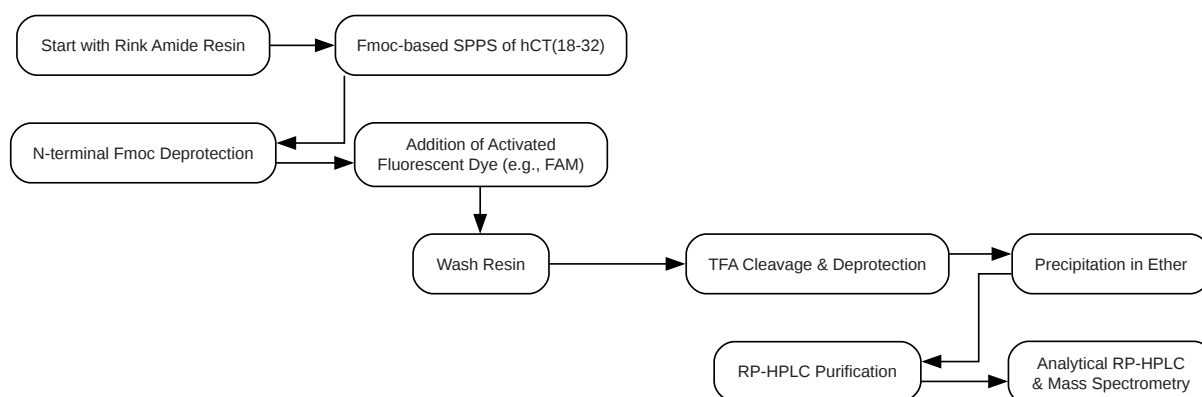 Start with Rink Amide Resin
Fmoc-based SPPS of hCT(18-32)
N-terminal Fmoc Deprotection
Addition of Activated
Fluorescent Dye (e.g., FAM)
Wash Resin
TFA Cleavage & Deprotection
Precipitation in Ether
RP-HPLC Purification
Analytical RP-HPLC
& Mass Spectrometry